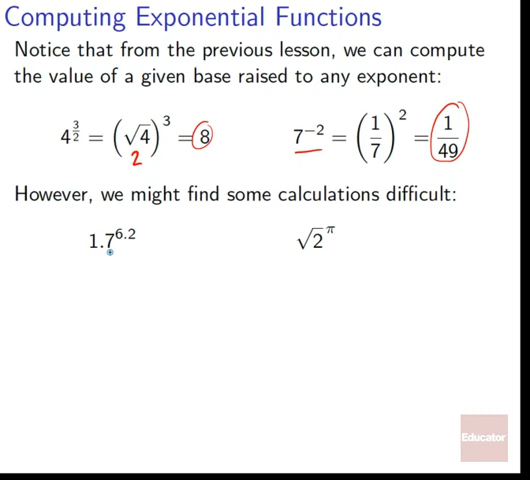 Computing Exponential Functions
Notice that from the previous lesson, we can compute
the value of a given base raised to any exponent:
4^{3/2} = (√4)^3 = 8 7^{−2} = (1/7)^2 = 1/49
2
However, we might find some calculations difficult:
1.7^{6.2} √2^π
Educator